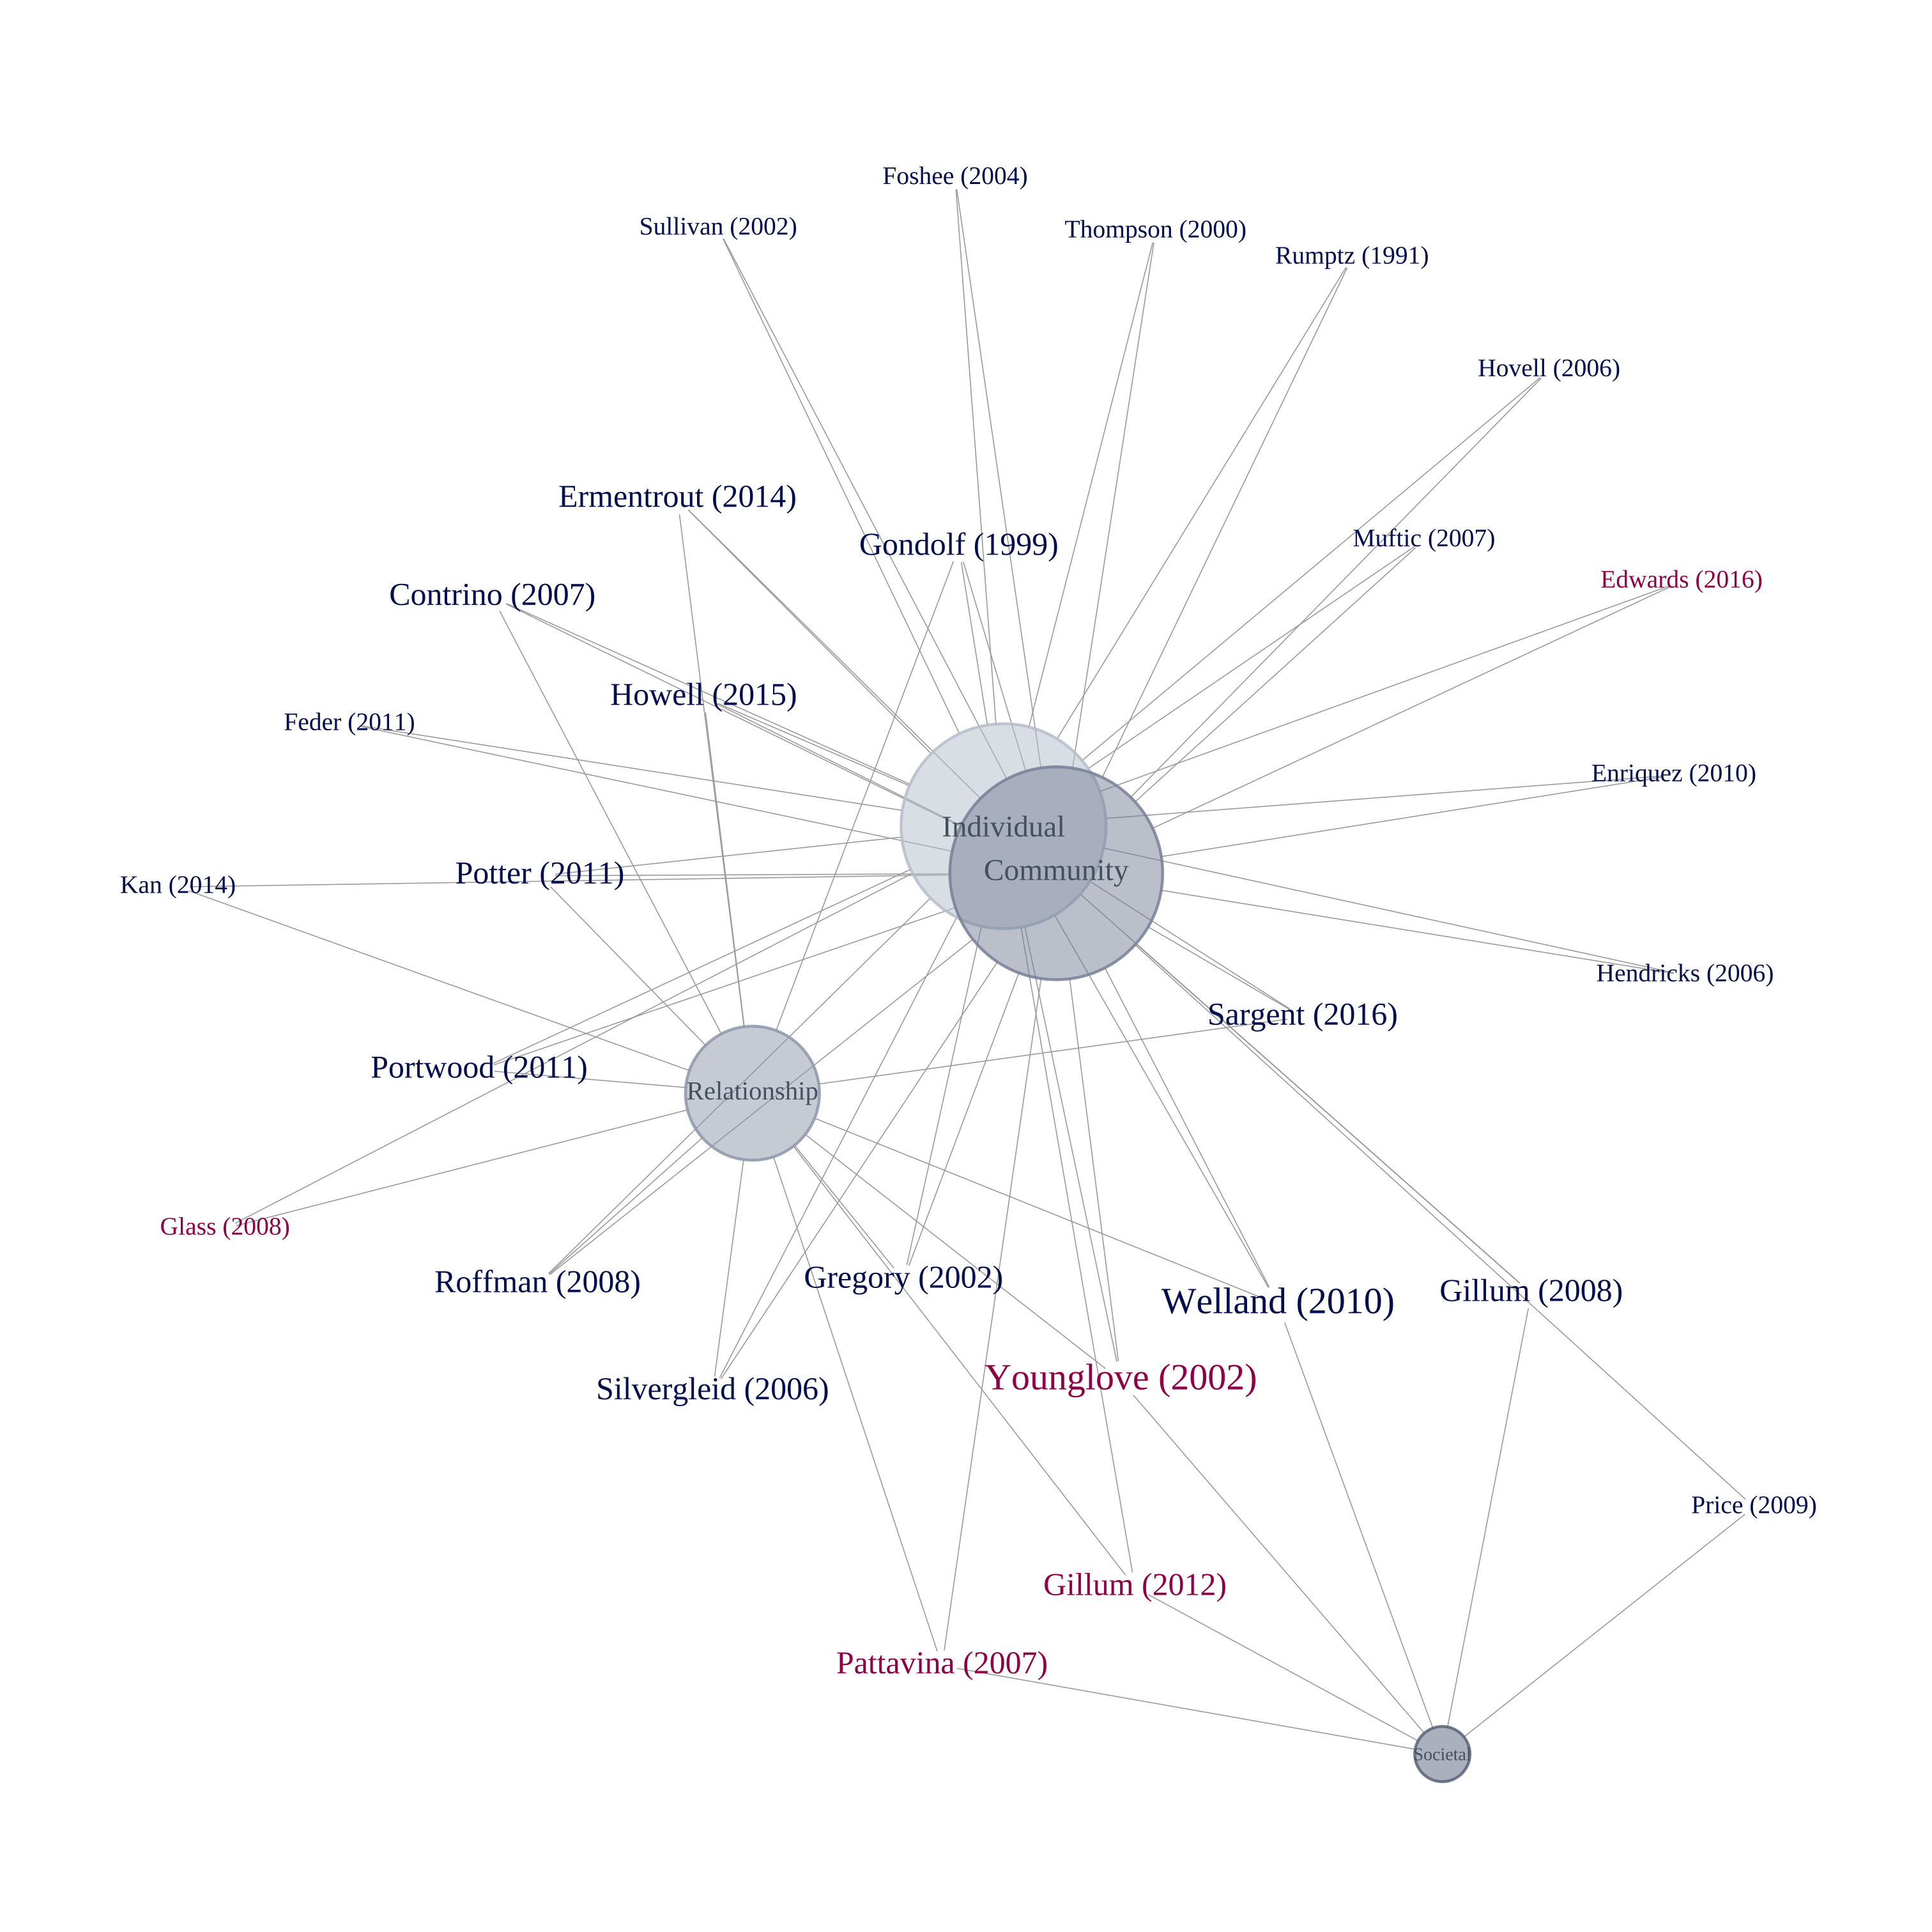 Foshee (2004)
Sullivan (2002)
Thompson (2000)
Rumptz (1991)
Hovell (2006)
Ermentrout (2014)
Gondolf (1999)
Muftic (2007)
Edwards (2016)
Contrino (2007)
Howell (2015)
Feder (2011)
Enriquez (2010)
Individual
Community
Potter (2011)
Kan (2014)
Hendricks (2006)
Sargent (2016)
Portwood (2011)
Relationship
Glass (2008)
Roffman (2008)
Gregory (2002)
Welland (2010)
Gillum (2008)
Younglove (2002)
Silvergleid (2006)
Price (2009)
Gillum (2012)
Pattavina (2007)
Societal